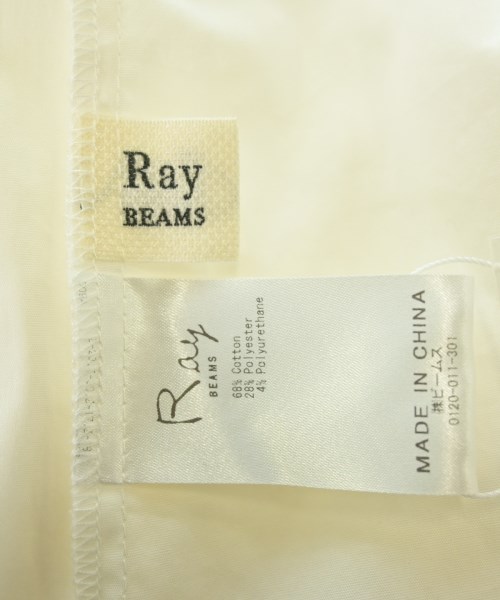 Ray
BEAMS
Ray
BEAMS
68% Cotton
28% Polyester
4% Polyurethane
MADE IN CHINA
㈱ビームス
0120-011-301